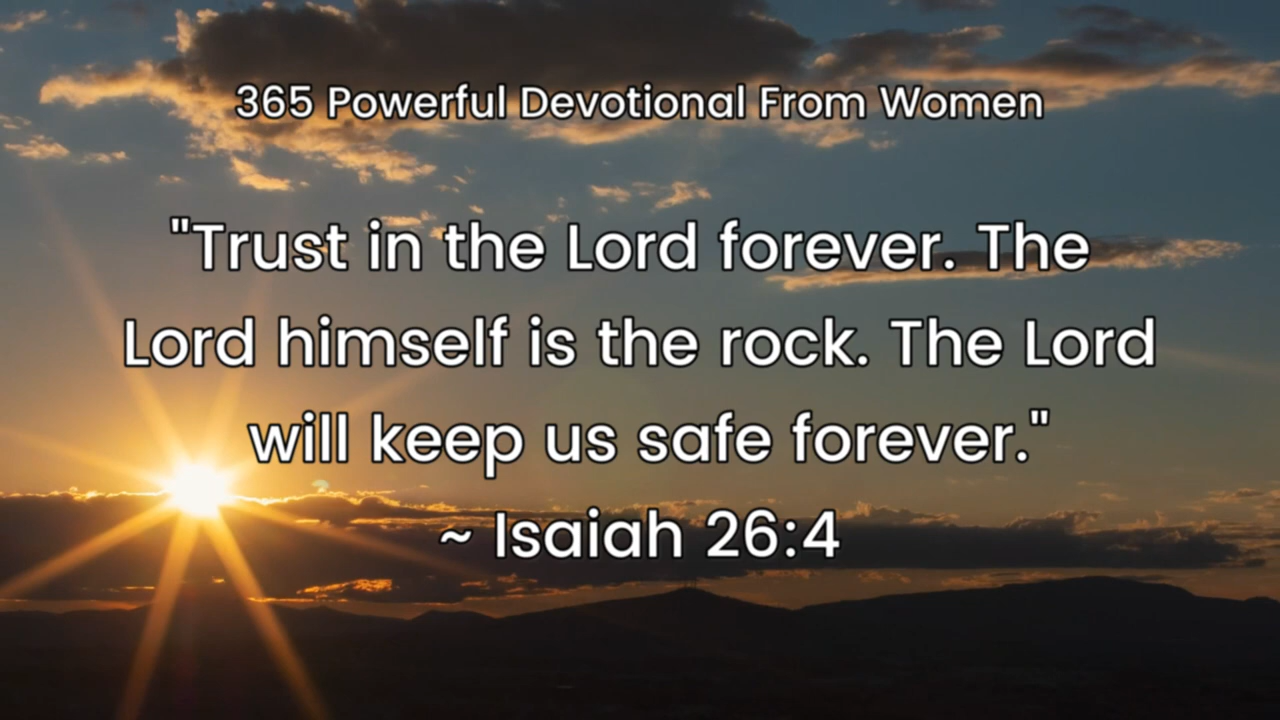 365 Powerful Devotional From Women
"Trust in the Lord forever. The
Lord himself is the rock. The Lord
will keep us safe forever."
~ Isaiah 26:4